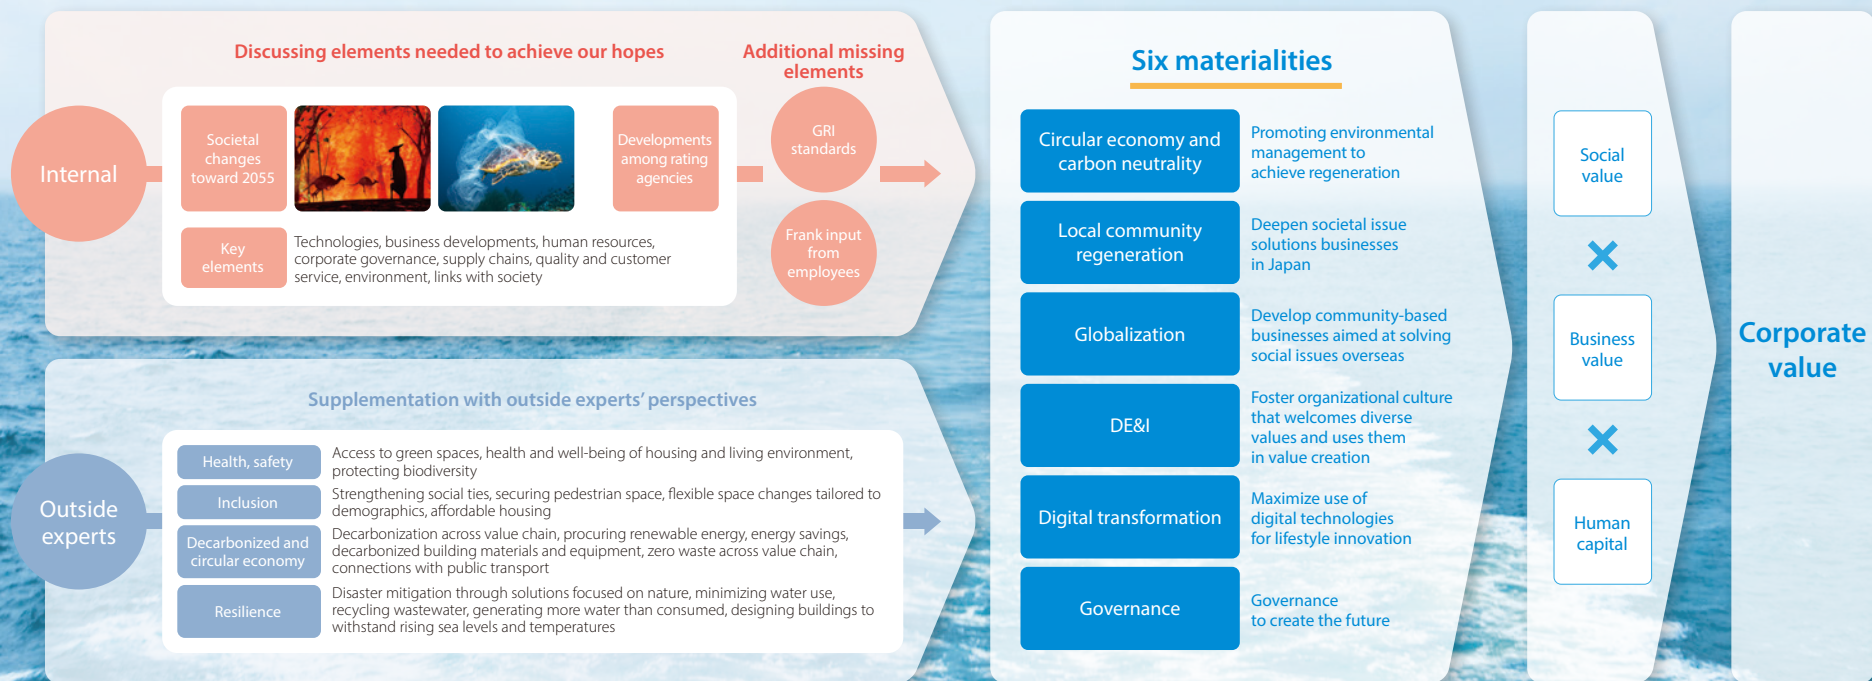 Discussing elements needed to achieve our hopes
Additional missing
elements
Internal
Societal
changes
toward 2055
Developments
among rating
agencies
Key
elements
Technologies, business developments, human resources,
corporate governance, supply chains, quality and customer
service, environment, links with society
GRI
standards
Frank input
from
employees
Supplementation with outside experts’ perspectives
Outside
experts
Health, safety
Access to green spaces, health and well-being of housing and living environment,
protecting biodiversity
Inclusion
Strengthening social ties, securing pedestrian space, flexible space changes tailored to
demographics, affordable housing
Decarbonized and
circular economy
Decarbonization across value chain, procuring renewable energy, energy savings,
decarbonized building materials and equipment, zero waste across value chain,
connections with public transport
Resilience
Disaster mitigation through solutions focused on nature, minimizing water use,
recycling wastewater, generating more water than consumed, designing buildings to
withstand rising sea levels and temperatures
Six materialities
Circular economy and
carbon neutrality
Promoting environmental
management to
achieve regeneration
Local community
regeneration
Deepen societal issue
solutions businesses
in Japan
Globalization
Develop community-based
businesses aimed at solving
social issues overseas
DE&I
Foster organizational culture
that welcomes diverse
values and uses them
in value creation
Digital transformation
Maximize use of
digital technologies
for lifestyle innovation
Governance
Governance
to create the future
Social
value
×
Business
value
×
Human
capital
Corporate
value